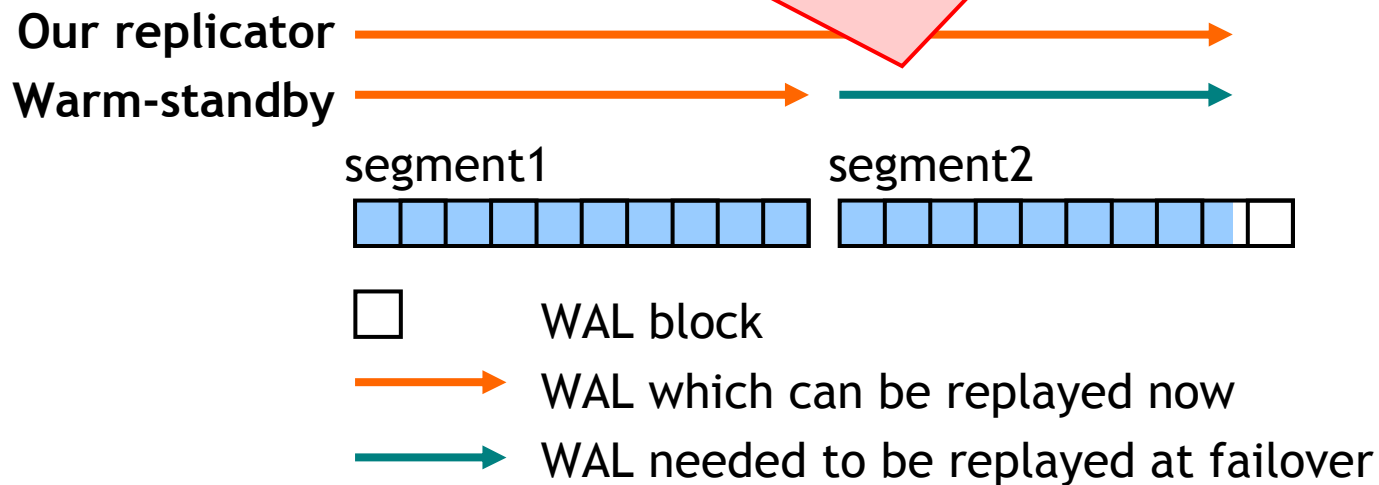 Our replicator
Warm-standby
segment1 segment2
WAL block
WAL which can be replayed now
WAL needed to be replayed at failover